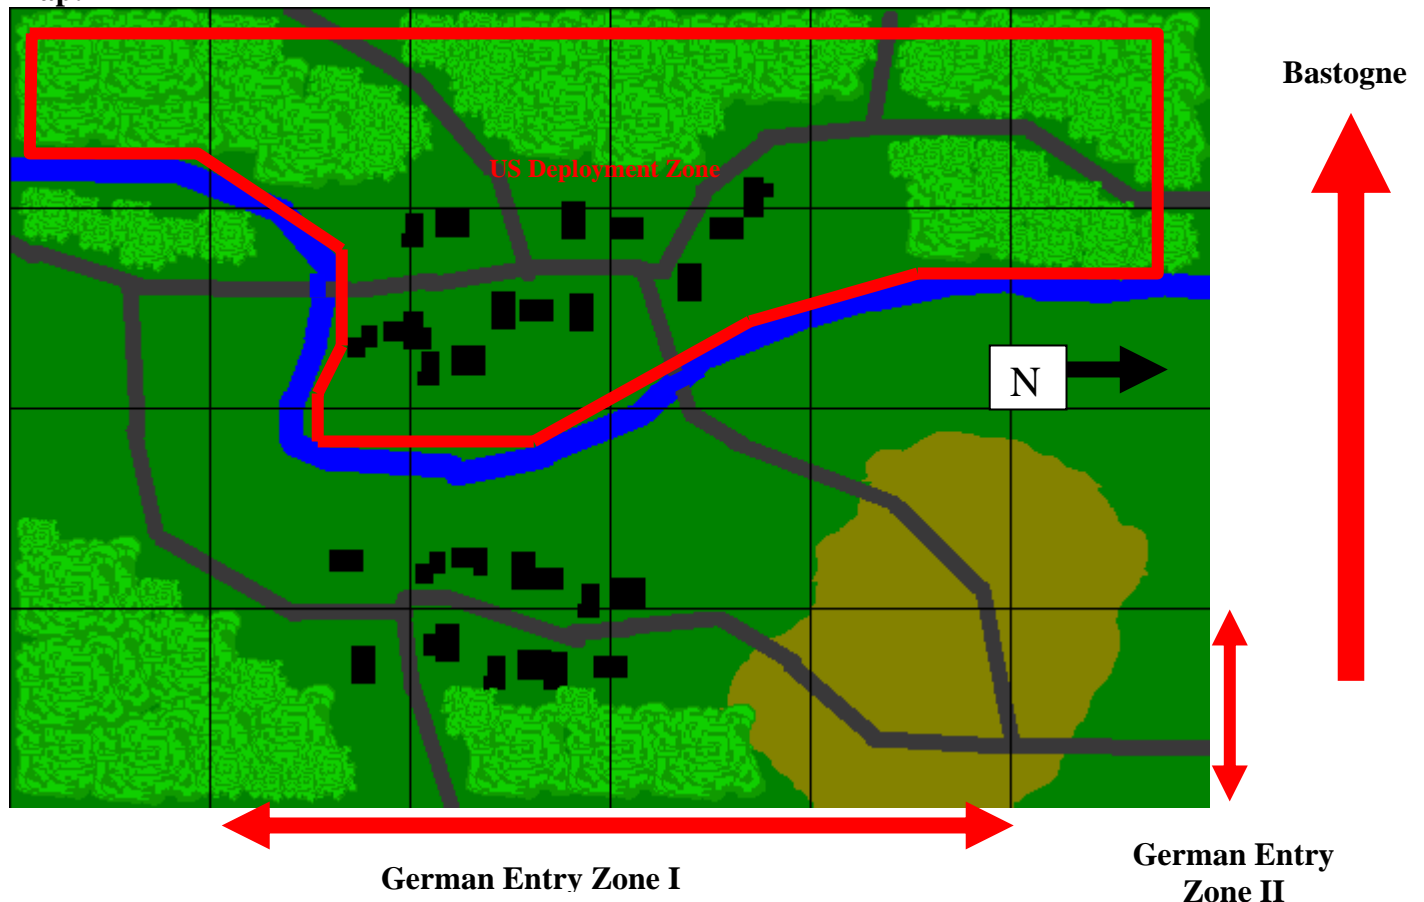 Bastogne
US Deployment Zone
N
German Entry Zone I
German Entry
Zone II